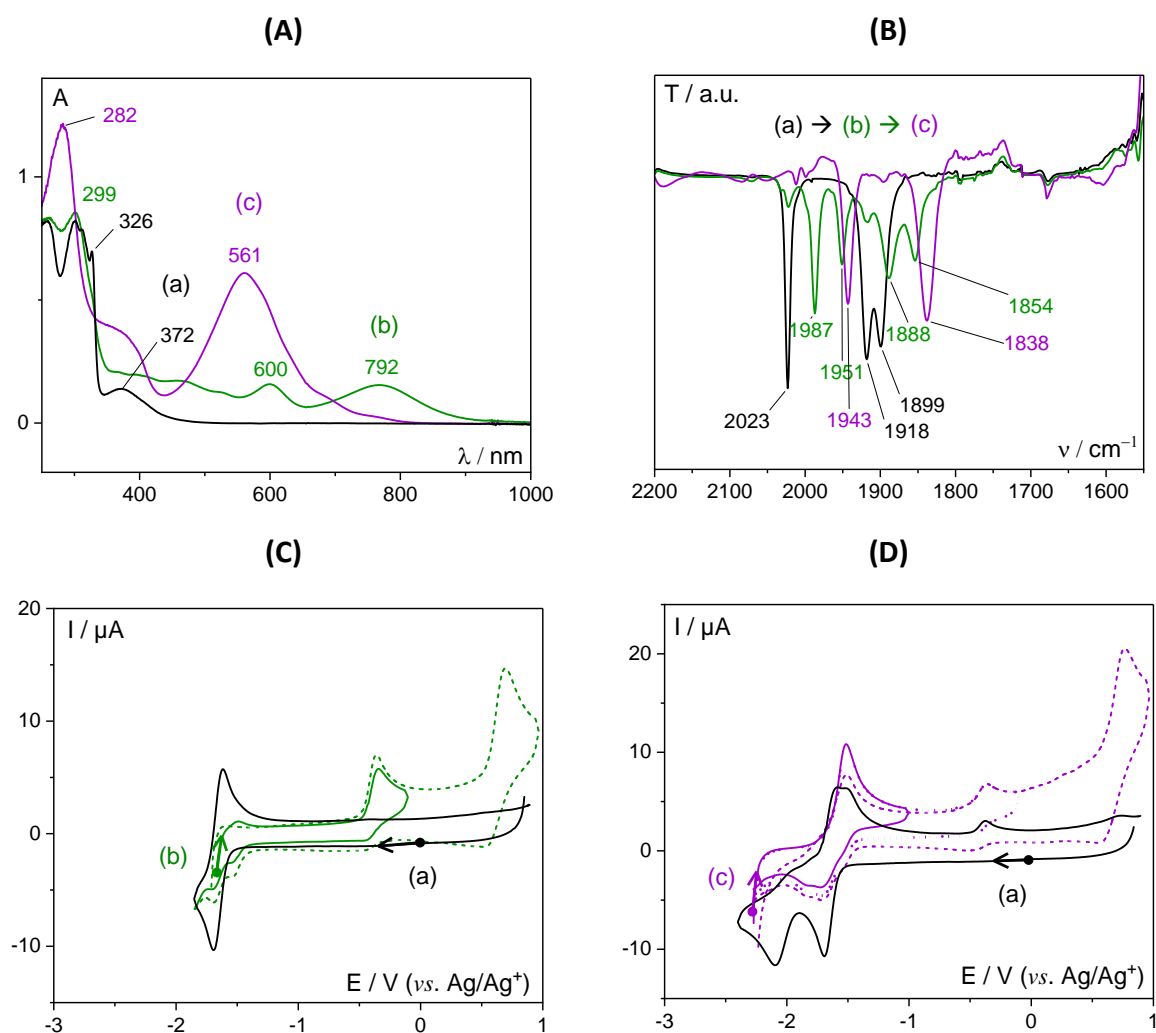 (A)
A
282
299
326
(c)
561
(a)
372
(b)
600
792
1
0
λ / nm
400
600
800
1000
(B)
T / a.u.
(a) → (b) → (c)
1987
1951
1943
2023
1854
1888
1838
1899
1918
ν / cm⁻¹
2200
2100
2000
1900
1800
1700
1600
(C)
I / µA
20
10
0
-10
(b)
(a)
E / V (vs. Ag/Ag⁺)
-3
-2
-1
0
1
(D)
I / µA
20
10
0
-10
(c)
(a)
E / V (vs. Ag/Ag⁺)
-3
-2
-1
0
1